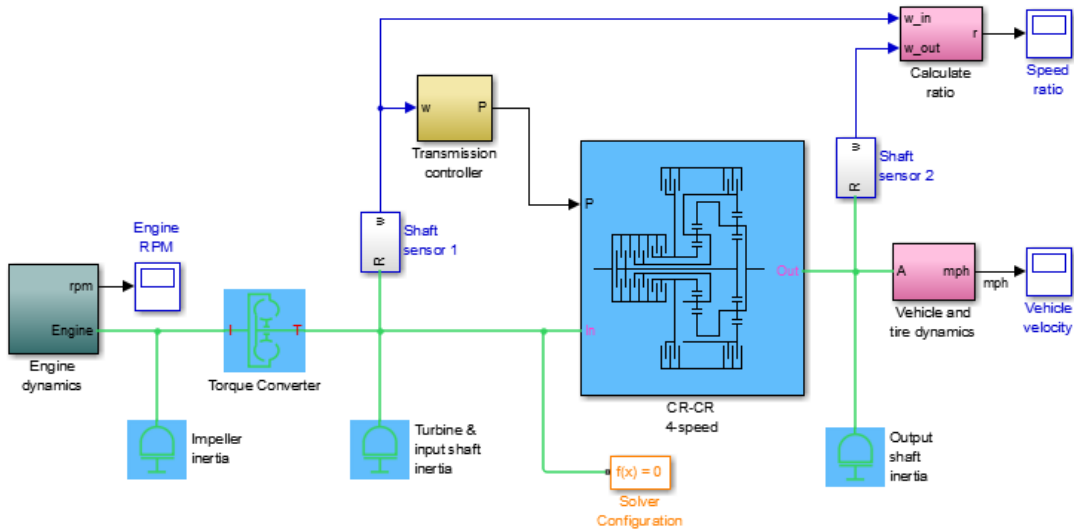 w_in
w_out
r
Calculate
ratio
Speed
ratio
w
P
Transmission
controller
w
R
Shaft
sensor 1
w
R
Shaft
sensor 2
Engine
RPM
rpm
Engine
Engine
dynamics
I
T
Torque Converter
P
In
Out
CR-CR
4-speed
A
mph
mph
Vehicle and
tire dynamics
Vehicle
velocity
Impeller
inertia
Turbine &
input shaft
inertia
f(x) = 0
Solver
Configuration
Output
shaft
inertia